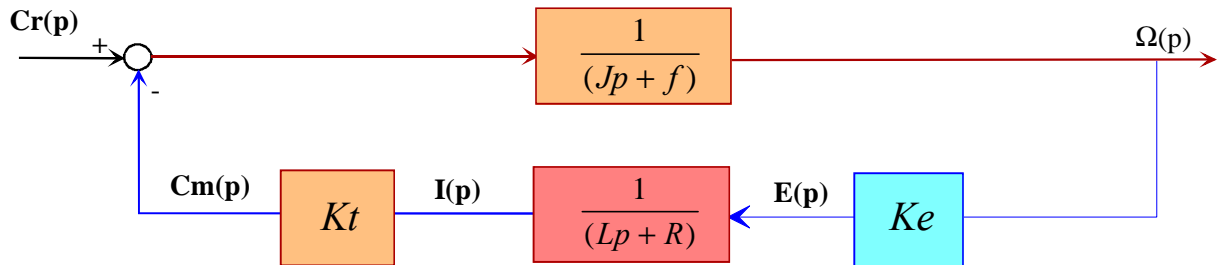 Cr(p)
+
1
(Jp + f)
Ω(p)
-
Cm(p)
Kt
I(p)
1
(Lp + R)
E(p)
Ke